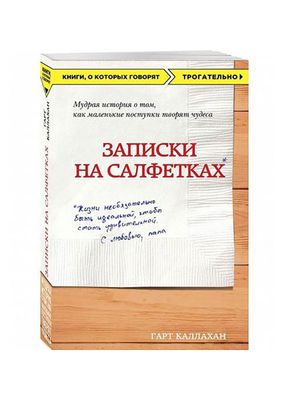 КНИГИ, О КОТОРЫХ ГОВОРЯТ
ТРОГАТЕЛЬНО
Мудрая история о том,
как маленькие поступки творят чудеса
ЗАПИСКИ
НА САЛФЕТКАХ*
*Жизни необязательно
быть идеальной, чтобы
стать удивительной.
С любовью, папа
ГАРТ КАЛЛАХАН
ГАРТ КАЛЛАХАН
ЗАПИСКИ НА САЛФЕТКАХ